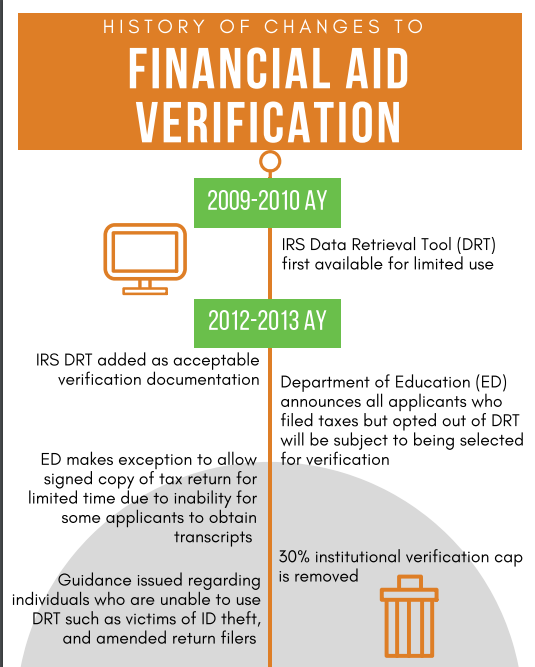 HISTORY OF CHANGES TO
FINANCIAL AID
VERIFICATION
2009-2010 AY
IRS Data Retrieval Tool (DRT)
first available for limited use
2012-2013 AY
IRS DRT added as acceptable
verification documentation
Department of Education (ED)
announces all applicants who
filed taxes but opted out of DRT
will be subject to being selected
for verification
ED makes exception to allow
signed copy of tax return for
limited time due to inability for
some applicants to obtain
transcripts
30% institutional verification cap
is removed
Guidance issued regarding
individuals who are unable to use
DRT such as victims of ID theft,
and amended return filers